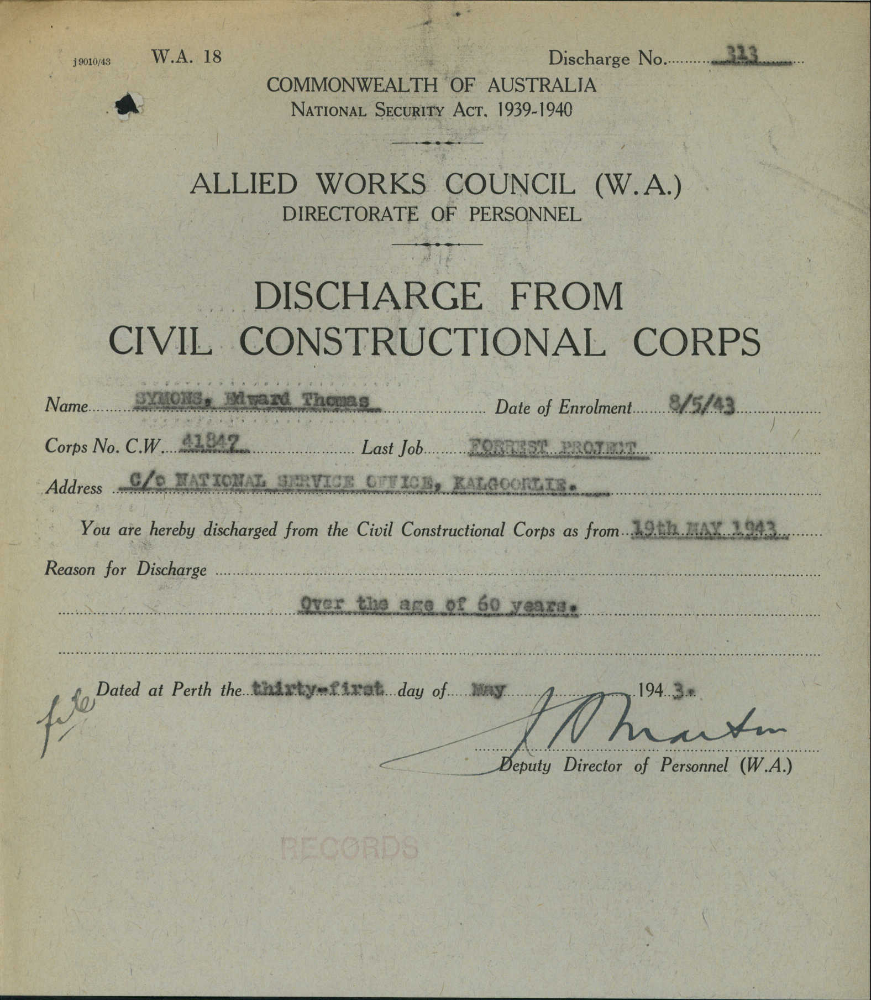 j9010/43 W.A. 18 Discharge No. 313
COMMONWEALTH OF AUSTRALIA
NATIONAL SECURITY ACT, 1939-1940
ALLIED WORKS COUNCIL (W.A.)
DIRECTORATE OF PERSONNEL
DISCHARGE FROM
CIVIL CONSTRUCTIONAL CORPS
Name SYMONS, Edward Thomas Date of Enrolment 8/5/43
Corps No. C.W. 41847 Last Job FORREST PROJECT
Address C/o NATIONAL SERVICE OFFICE, KALGOORLIE.
You are hereby discharged from the Civil Constructional Corps as from 19th MAY 1943
Reason for Discharge
Over the age of 60 years.
Dated at Perth the thirty-first day of May 1943.
file
Martin
Deputy Director of Personnel (W.A.)
RECORDS